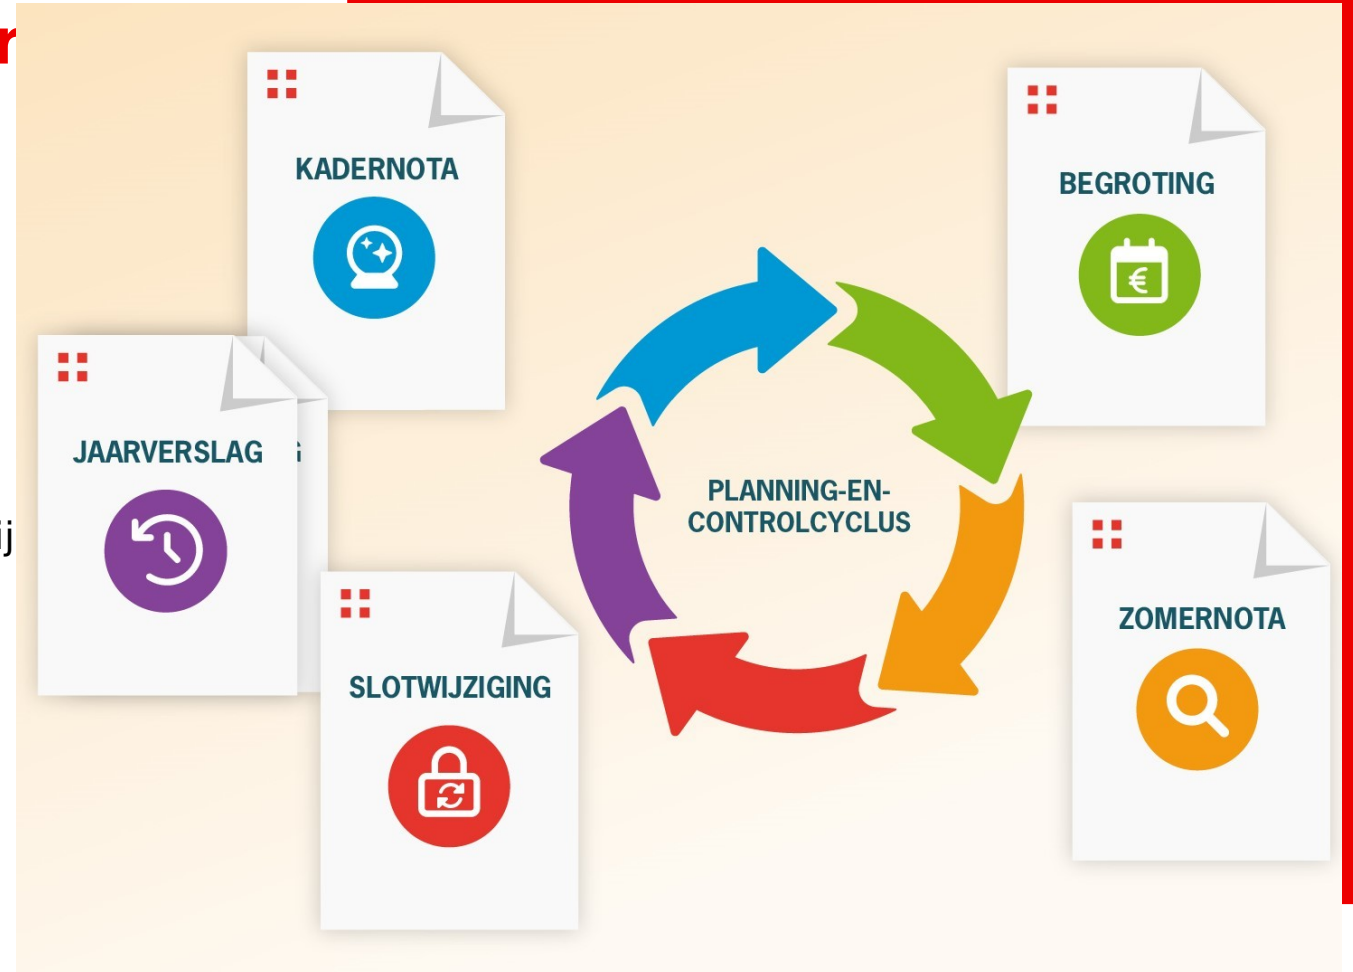 KADERNOTA
BEGROTING
JAARVERSLAG
PLANNING-EN-
CONTROLCYCLUS
ZOMERNOTA
SLOTWIJZIGING